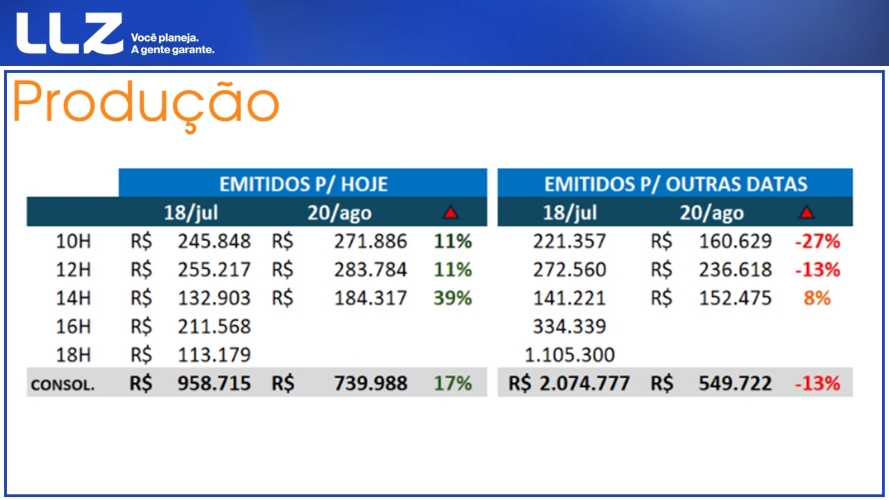 LLZ
Você planeja.
A gente garante.
Produção
EMITIDOS P/ HOJE EMITIDOS P/ OUTRAS DATAS
18/jul 20/ago 18/jul 20/ago
10H R$ 245.848 R$ 271.886 11% 221.357 R$ 160.629 -27%
12H R$ 255.217 R$ 283.784 11% 272.560 R$ 236.618 -13%
14H R$ 132.903 R$ 184.317 39% 141.221 R$ 152.475 8%
16H R$ 211.568 334.339
18H R$ 113.179 1.105.300
CONSOL. R$ 958.715 R$ 739.988 17% R$ 2.074.777 R$ 549.722 -13%